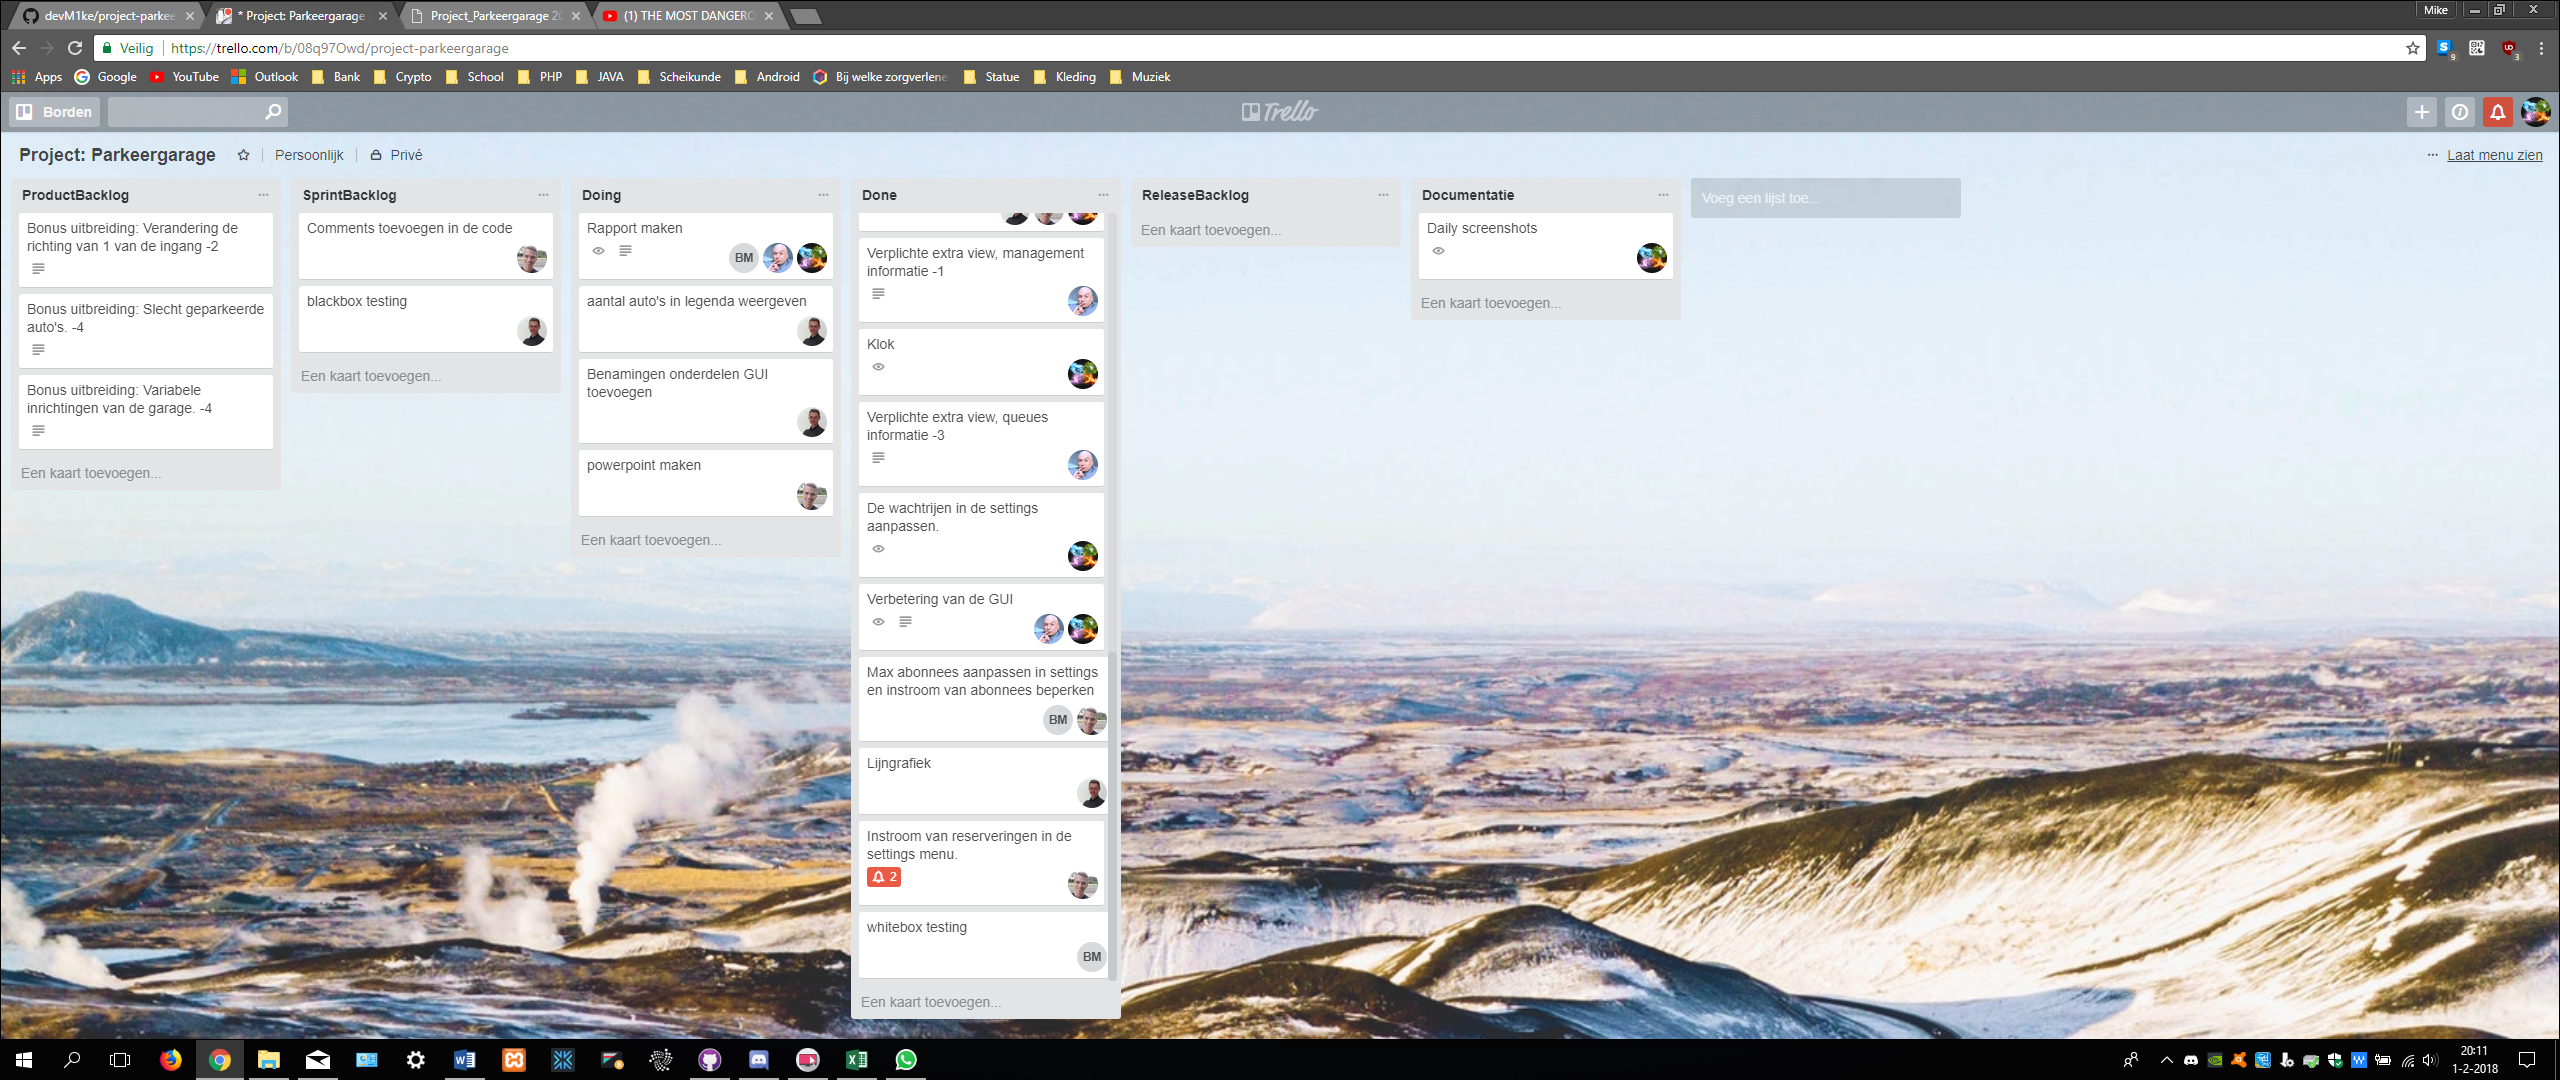 devM1ke/project-parkee
* Project: Parkeergarage
Project_Parkeergarage 20
(1) THE MOST DANGERO
Mike
Veilig
https://trello.com/b/08q97Owd/project-parkeergarage
Apps
Google
YouTube
Outlook
Bank
Crypto
School
PHP
JAVA
Scheikunde
Android
Bij welke zorgverlene
Statue
Kleding
Muziek
Borden
Trello
Project: Parkeergarage
Persoonlijk
Privé
Laat menu zien
ProductBacklog
Bonus uitbreiding: Verandering de
richting van 1 van de ingang -2
Bonus uitbreiding: Slecht geparkeerde
auto's. -4
Bonus uitbreiding: Variabele
inrichtingen van de garage. -4
Een kaart toevoegen...
SprintBacklog
Comments toevoegen in de code
blackbox testing
Een kaart toevoegen...
Doing
Rapport maken
BM
aantal auto's in legenda weergeven
Benamingen onderdelen GUI
toevoegen
powerpoint maken
Een kaart toevoegen...
Done
Verplichte extra view, management
informatie -1
Klok
Verplichte extra view, queues
informatie -3
De wachtrijen in de settings
aanpassen.
Verbetering van de GUI
Max abonnees aanpassen in settings
en instroom van abonnees beperken
BM
Lijngrafiek
Instroom van reserveringen in de
settings menu.
2
whitebox testing
BM
Een kaart toevoegen...
ReleaseBacklog
Een kaart toevoegen...
Documentatie
Daily screenshots
Een kaart toevoegen...
Voeg een lijst toe...
20:11
1-2-2018